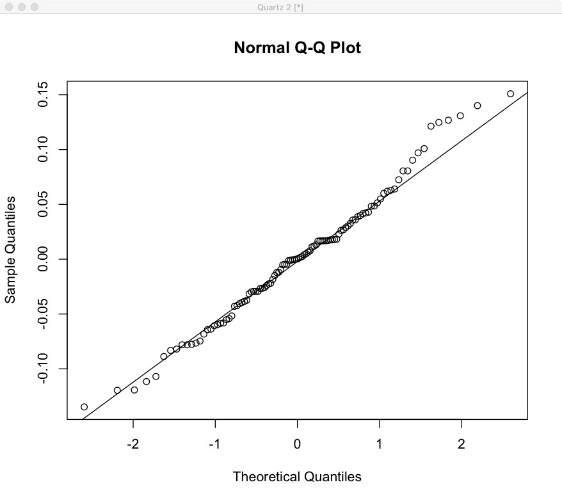 Quartz 2 [*]
Normal Q-Q Plot
0.15
0.10
0.05
0.00
-0.05
-0.10
Sample Quantiles
-2
-1
0
1
2
Theoretical Quantiles